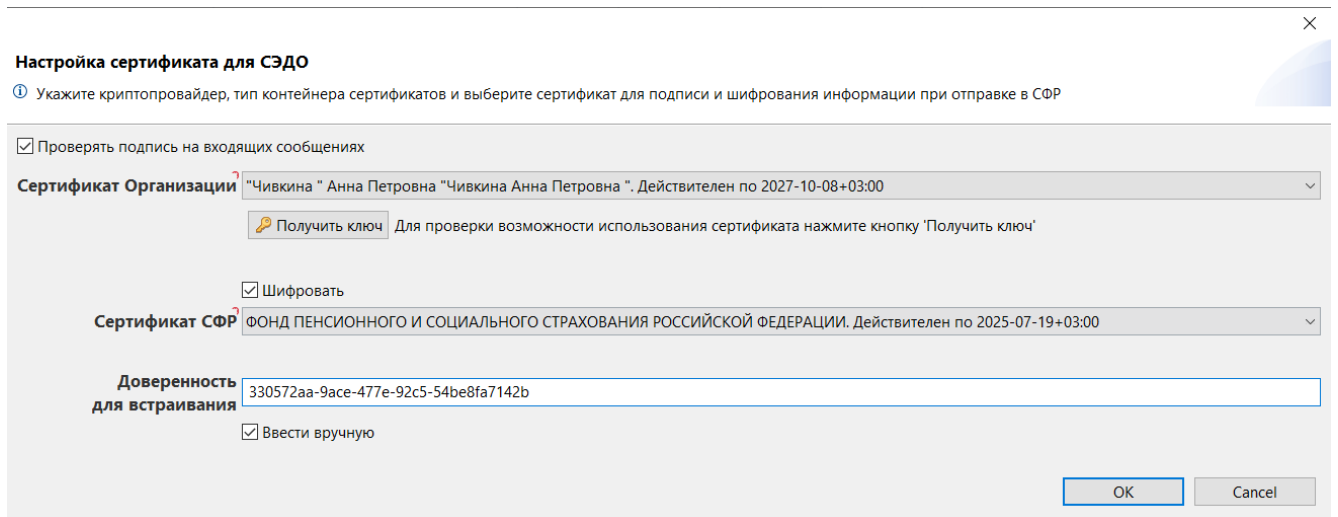 Настройка сертификата для СЭДО
Укажите криптопровайдер, тип контейнера сертификатов и выберите сертификат для подписи и шифрования информации при отправке в СФР
Проверять подпись на входящих сообщениях
Сертификат Организации "Чивкина " Анна Петровна "Чивкина Анна Петровна ". Действителен по 2027-10-08+03:00
Получить ключ Для проверки возможности использования сертификата нажмите кнопку 'Получить ключ'
Шифровать
Сертификат СФР ФОНД ПЕНСИОННОГО И СОЦИАЛЬНОГО СТРАХОВАНИЯ РОССИЙСКОЙ ФЕДЕРАЦИИ. Действителен по 2025-07-19+03:00
Доверенность
для встраивания 330572aa-9ace-477e-92c5-54be8fa7142b
Ввести вручную
OK Cancel